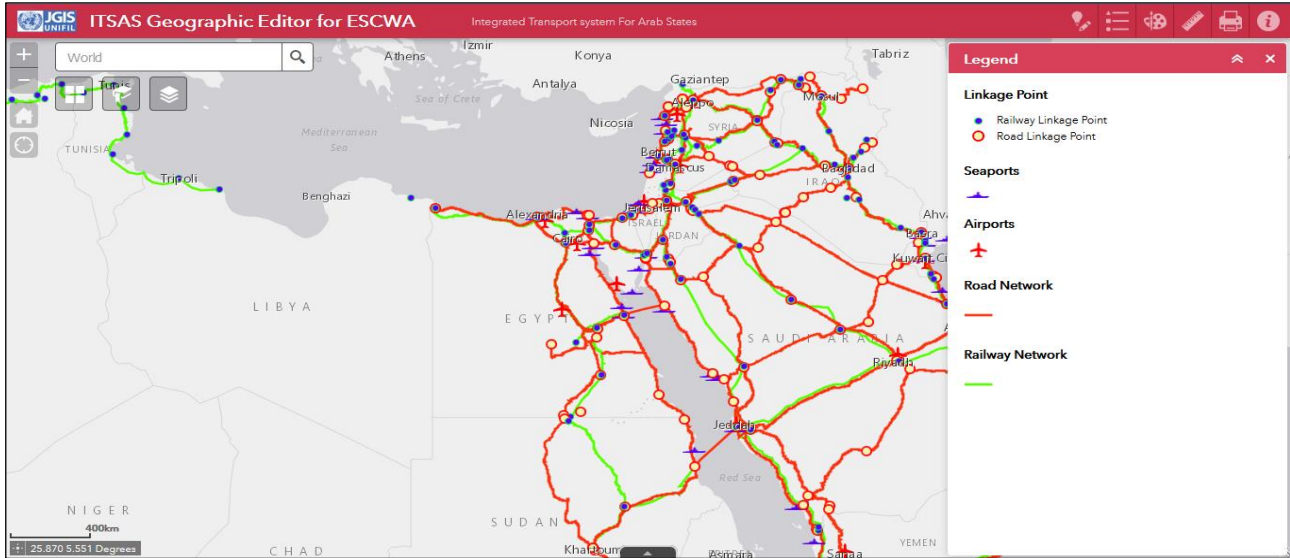 JGIS
UNIFIL
ITSAS Geographic Editor for ESCWA
Integrated Transport system For Arab States
World
Athens
Izmir
Konya
Tabriz
Antalya
Gaziantep
Tunis
Sea of Crete
Aleppo
Mosul
Nicosia
SYRIA
Mediterranean
Sea
TUNISIA
Beirut
Damascus
Baghdad
Tripoli
IRAQ
Benghazi
Alexandria
Jerusalem
ISRAEL
JORDAN
Cairo
Basra
Kuwait C
LIBYA
EGYPT
SAUDI ARABIA
Riyadh
Jeddah
Red Sea
NIGER
400km
SUDAN
25.870 5.551 Degrees
CHAD
Khartoum
Asmara
Sanaa
YEMEN
Legend
Linkage Point
Railway Linkage Point
Road Linkage Point
Seaports
Airports
Road Network
Railway Network